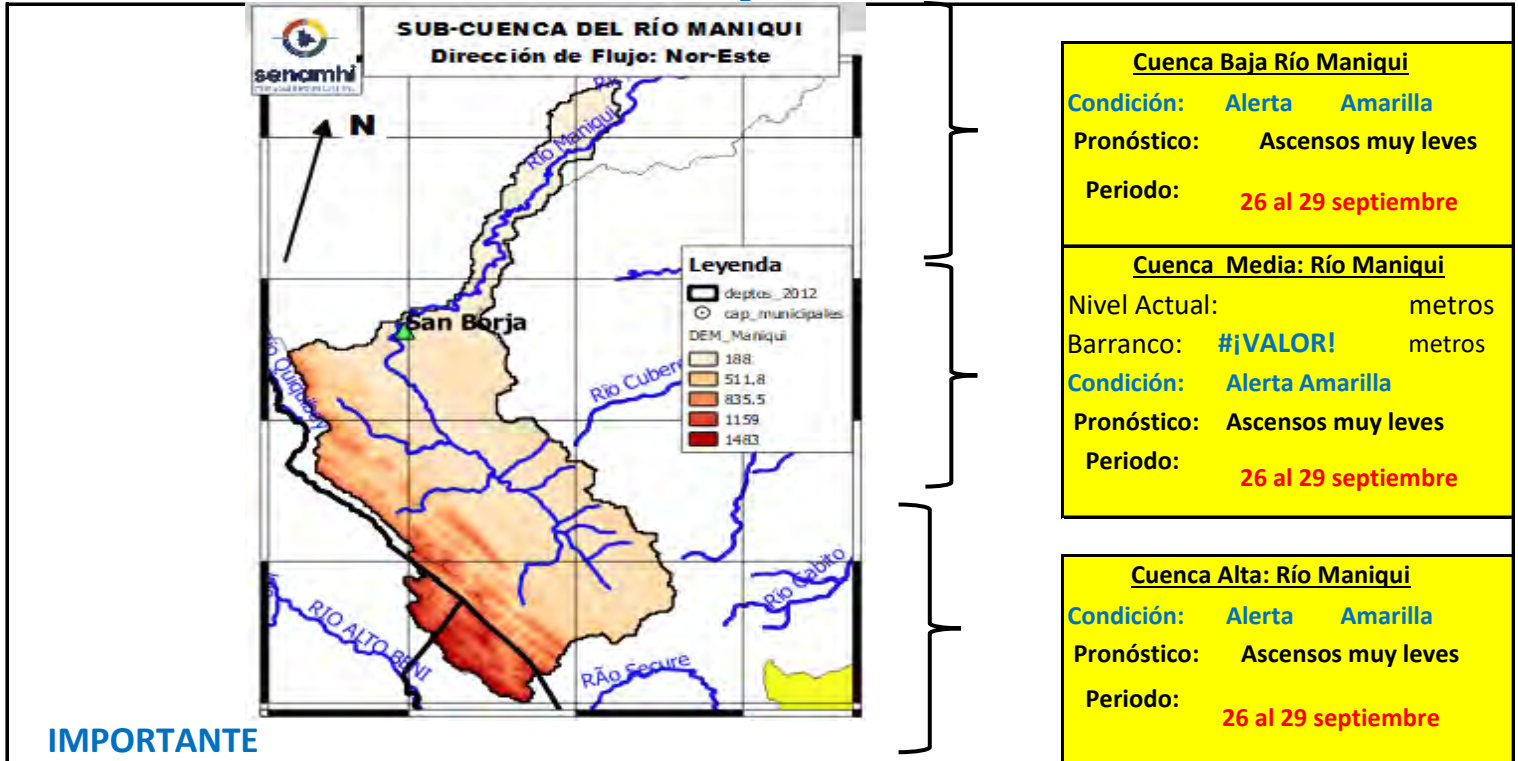 senamhi
SUB-CUENCA DEL RÍO MANIQUI
Dirección de Flujo: Nor-Este
N
Río Maniqui
San Borja
Río Quiquibey
Río Cubere
Río Cabito
RIO ALTO BENI
RÃo Secure
Leyenda
deptos_2012
cap_municipales
DEM_Maniqui
188
511.8
835.5
1159
1483
Cuenca Baja Río Maniqui
Condición: Alerta Amarilla
Pronóstico: Ascensos muy leves
Periodo: 26 al 29 septiembre
Cuenca Media: Río Maniqui
Nivel Actual: metros
Barranco: #¡VALOR! metros
Condición: Alerta Amarilla
Pronóstico: Ascensos muy leves
Periodo: 26 al 29 septiembre
Cuenca Alta: Río Maniqui
Condición: Alerta Amarilla
Pronóstico: Ascensos muy leves
Periodo: 26 al 29 septiembre
IMPORTANTE